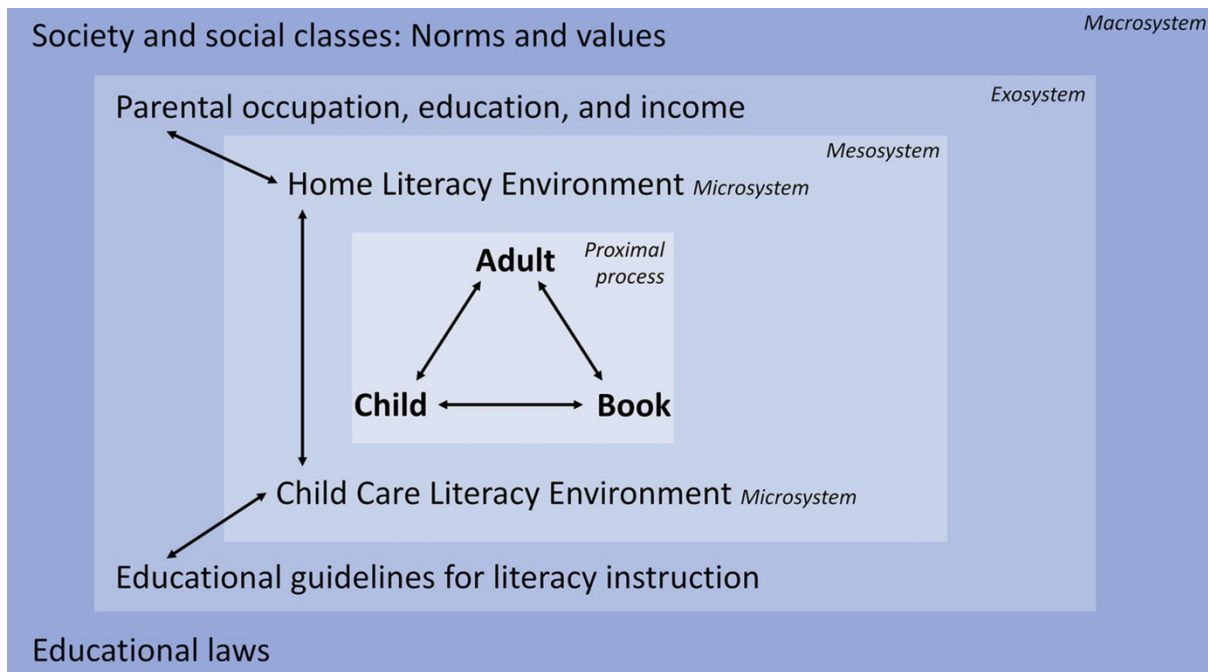 Society and social classes: Norms and values
Macrosystem
Parental occupation, education, and income
Exosystem
Mesosystem
Home Literacy Environment Microsystem
Adult
Proximal
process
Child
Book
Child Care Literacy Environment Microsystem
Educational guidelines for literacy instruction
Educational laws